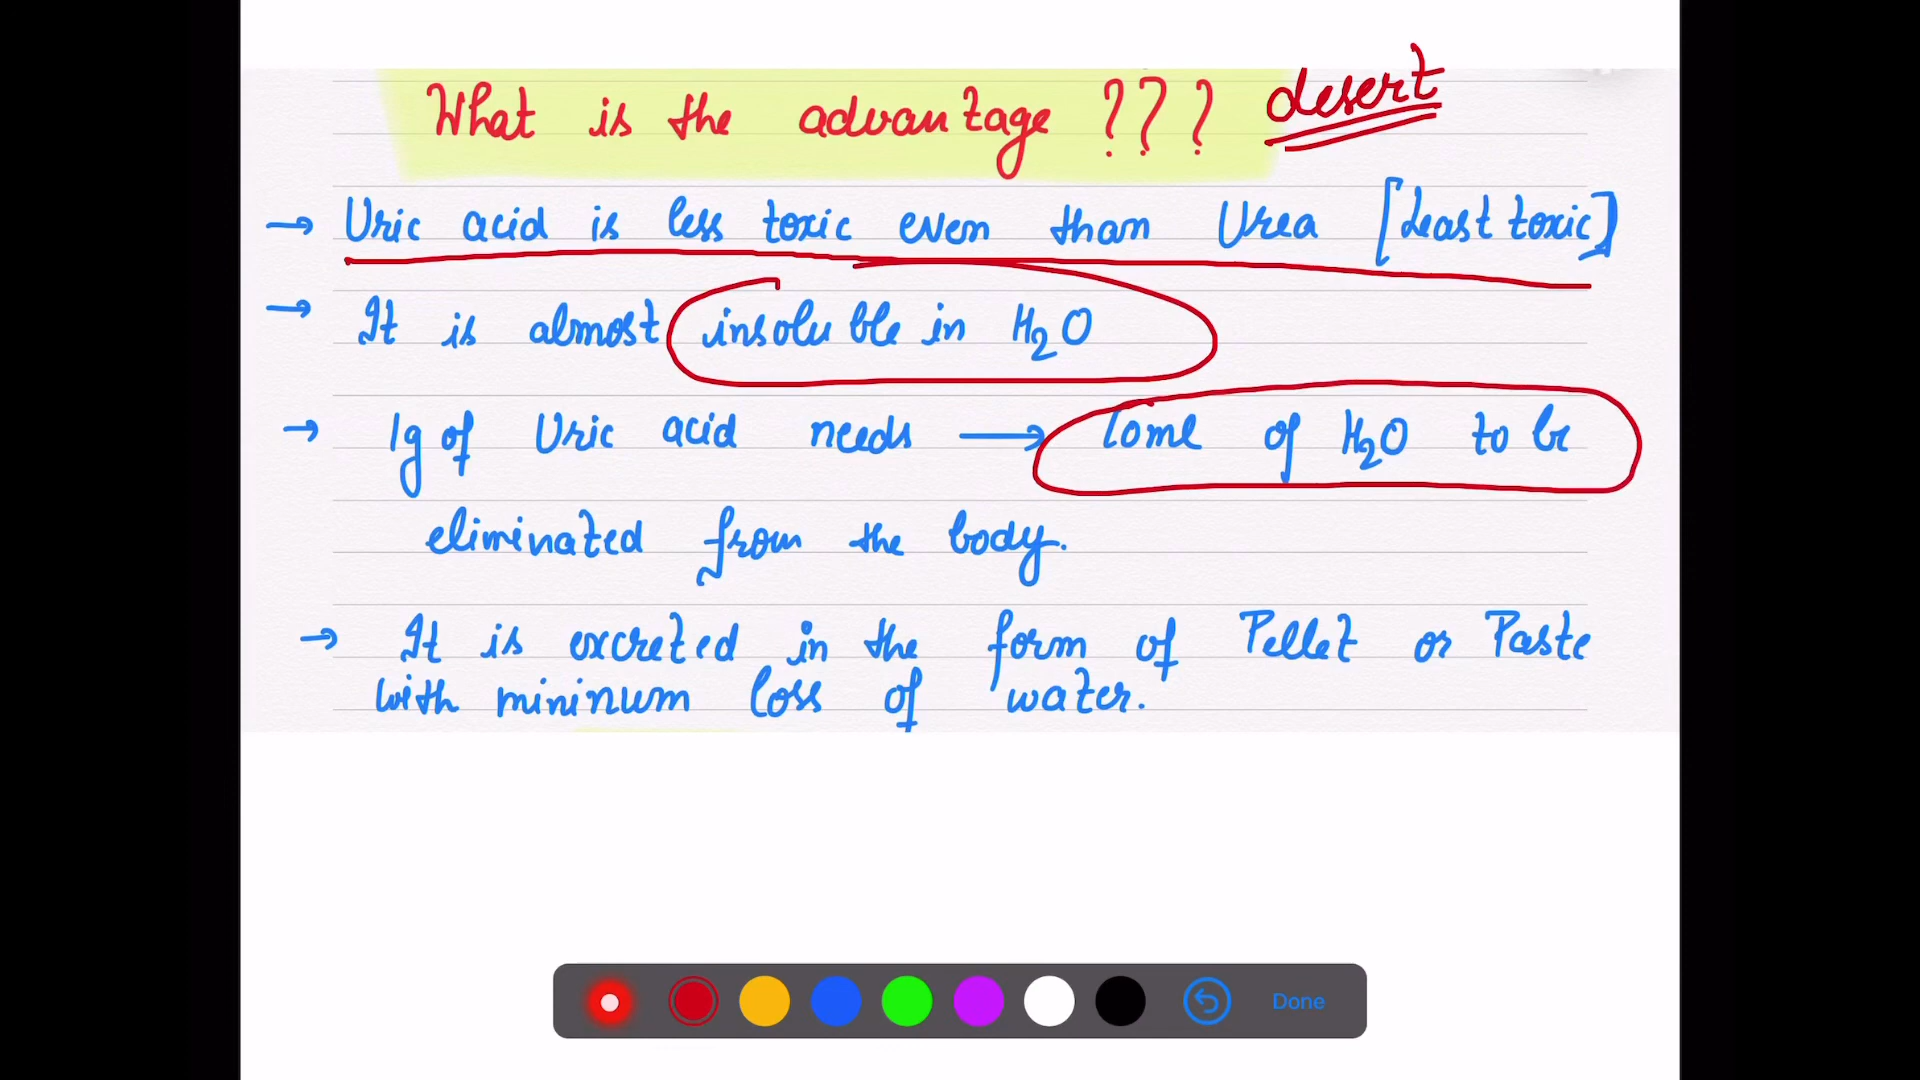 What is the advantage ??? desert
→ Uric acid is less toxic even than Urea [Least toxic]
→ It is almost insoluble in H₂O
→ 1g of Uric acid needs → 10ml of H₂O to be
eliminated from the body.
→ It is excreted in the form of Pellet or Paste
with mininum loss of water.
Done